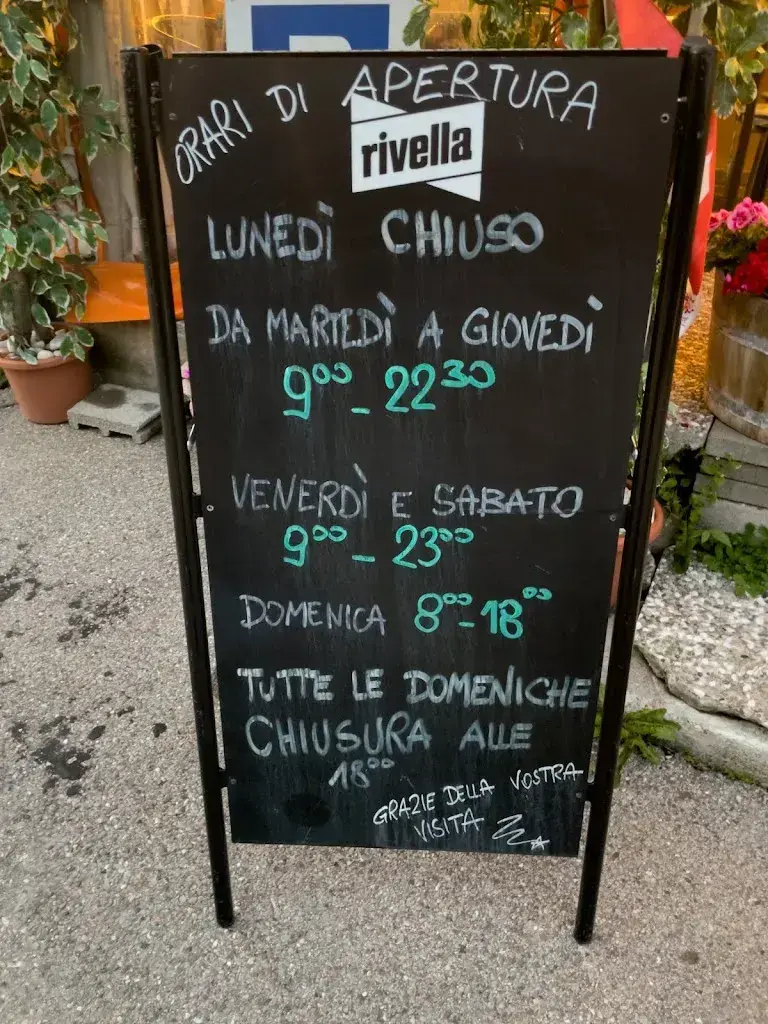 ORARI DI APERTURA
rivella
LUNEDÌ CHIUSO
DA MARTEDÌ A GIOVEDÌ
9⁰⁰ - 22³⁰
VENERDÌ E SABATO
9⁰⁰ - 23⁰⁰
DOMENICA 8⁰⁰ - 18⁰⁰
TUTTE LE DOMENICHE
CHIUSURA ALLE
18⁰⁰
GRAZIE DELLA VOSTRA
VISITA